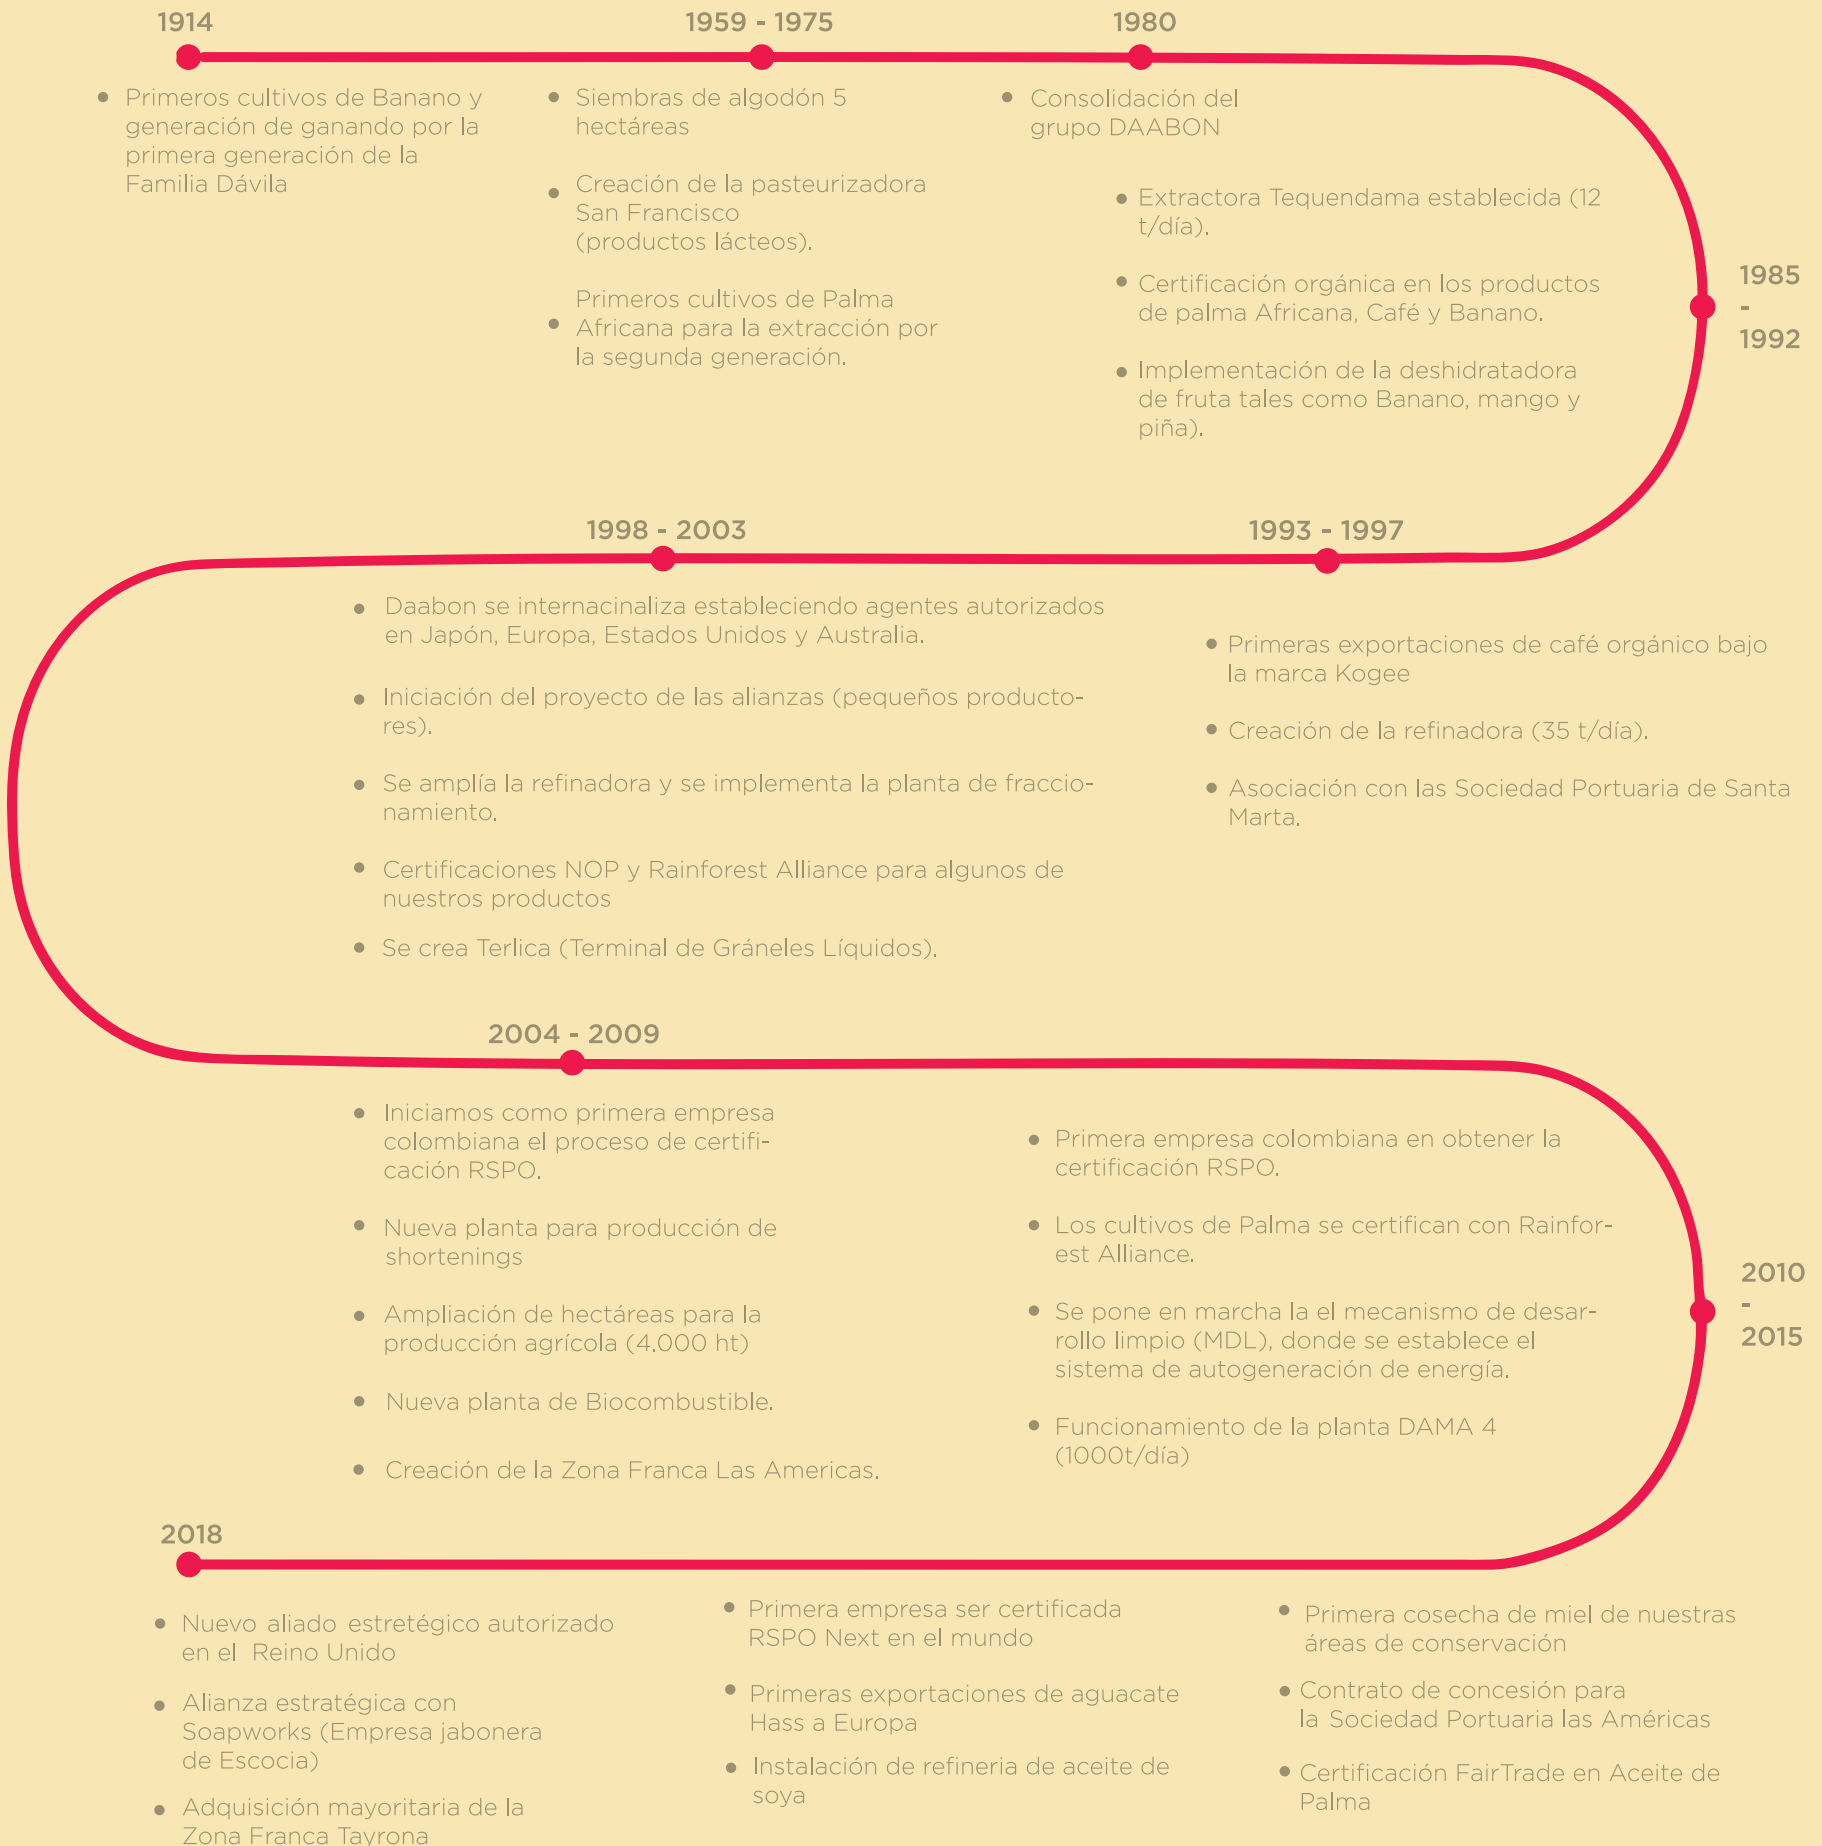 1914
Primeros cultivos de Banano y
generación de ganando por la
primera generación de la
Familia Dávila
1959 - 1975
Siembras de algodón 5
hectáreas
Creación de la pasteurizadora
San Francisco
(productos lácteos).
Primeros cultivos de Palma
Africana para la extracción por
la segunda generación.
1980
Consolidación del
grupo DAABON
1985
-
1992
Extractora Tequendama establecida (12
t/día).
Certificación orgánica en los productos
de palma Africana, Café y Banano.
Implementación de la deshidratadora
de fruta tales como Banano, mango y
piña).
1993 - 1997
Primeras exportaciones de café orgánico bajo
la marca Kogee
Creación de la refinadora (35 t/día).
Asociación con las Sociedad Portuaria de Santa
Marta.
1998 - 2003
Daabon se internacinaliza estableciendo agentes autorizados
en Japón, Europa, Estados Unidos y Australia.
Iniciación del proyecto de las alianzas (pequeños producto-
res).
Se amplía la refinadora y se implementa la planta de fraccio-
namiento.
Certificaciones NOP y Rainforest Alliance para algunos de
nuestros productos
Se crea Terlica (Terminal de Gráneles Líquidos).
2004 - 2009
Iniciamos como primera empresa
colombiana el proceso de certifi-
cación RSPO.
Nueva planta para producción de
shortenings
Ampliación de hectáreas para la
producción agrícola (4.000 ht)
Nueva planta de Biocombustible.
Creación de la Zona Franca Las Americas.
2010
-
2015
Primera empresa colombiana en obtener la
certificación RSPO.
Los cultivos de Palma se certifican con Rainfor-
est Alliance.
Se pone en marcha la el mecanismo de desar-
rollo limpio (MDL), donde se establece el
sistema de autogeneración de energía.
Funcionamiento de la planta DAMA 4
(1000t/día)
2018
Nuevo aliado estretégico autorizado
en el Reino Unido
Alianza estratégica con
Soapworks (Empresa jabonera
de Escocia)
Adquisición mayoritaria de la
Zona Franca Tayrona
Primera empresa ser certificada
RSPO Next en el mundo
Primeras exportaciones de aguacate
Hass a Europa
Instalación de refineria de aceite de
soya
Primera cosecha de miel de nuestras
áreas de conservación
Contrato de concesión para
la Sociedad Portuaria las Américas
Certificación FairTrade en Aceite de
Palma